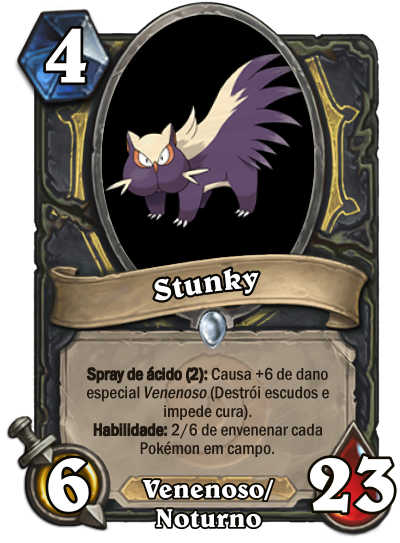 4
Stunky
Spray de ácido (2): Causa +6 de dano
especial Venenoso (Destrói escudos e
impede cura).
Habilidade: 2/6 de envenenar cada
Pokémon em campo.
6
Venenoso/
Noturno
23